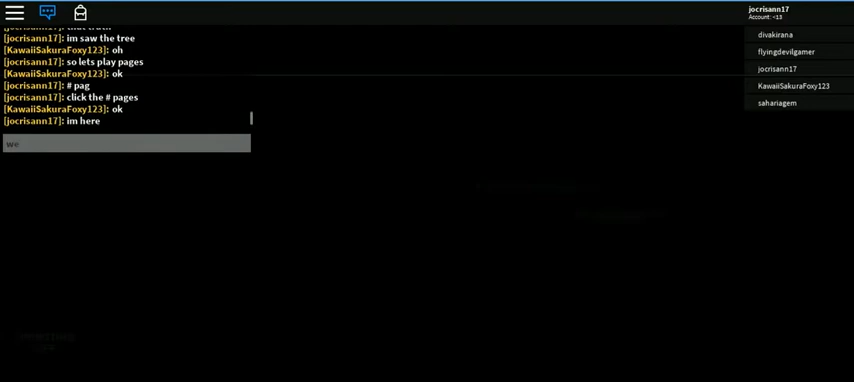 jocrisann17
Account: <13
[jocrisann17]: im saw the tree
[KawaiiSakuraFoxy123]: oh
[jocrisann17]: so lets play pages
[KawaiiSakuraFoxy123]: ok
[jocrisann17]: # pag
[jocrisann17]: click the # pages
[KawaiiSakuraFoxy123]: ok
[jocrisann17]: im here
we
divakirana
flyingdevilgamer
jocrisann17
KawaiiSakuraFoxy123
sahariagem